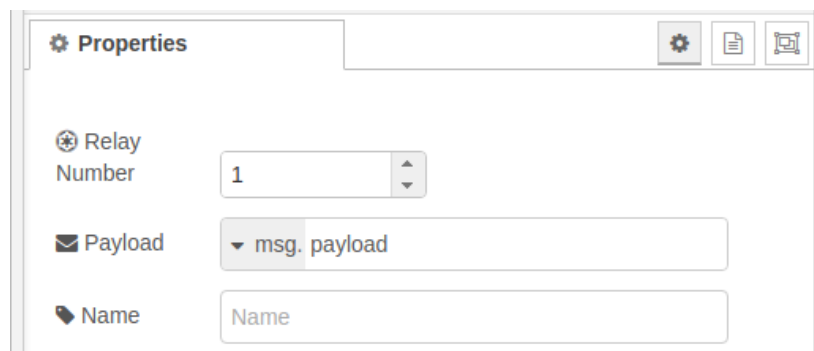 Properties
Relay
Number
1
Payload
msg. payload
Name
Name